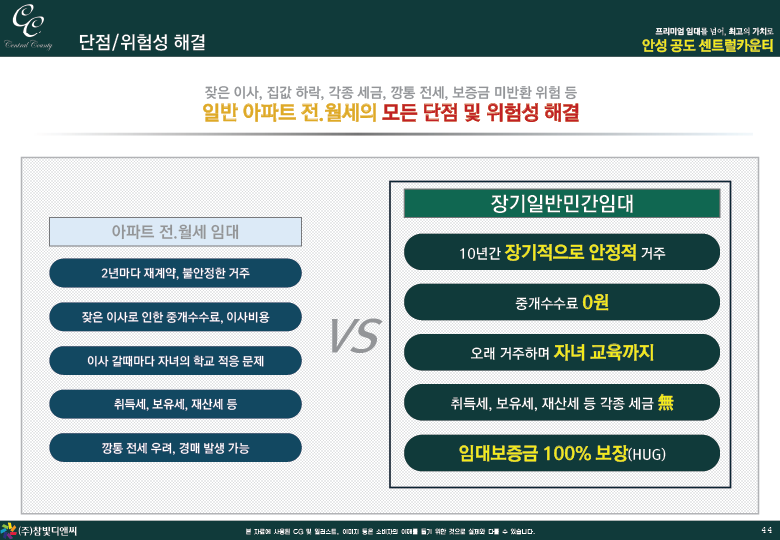 CC
Central County
단점/위험성 해결
프리미엄 임대를 넘어, 최고의 가치로
안성 공도 센트럴카운티
잦은 이사, 집값 하락, 각종 세금, 깡통 전세, 보증금 미반환 위험 등
일반 아파트 전.월세의 모든 단점 및 위험성 해결
아파트 전.월세 임대
2년마다 재계약, 불안정한 거주
잦은 이사로 인한 중개수수료, 이사비용
이사 갈때마다 자녀의 학교 적응 문제
취득세, 보유세, 재산세 등
깡통 전세 우려, 경매 발생 가능
VS
장기일반민간임대
10년간 장기적으로 안정적 거주
중개수수료 0원
오래 거주하며 자녀 교육까지
취득세, 보유세, 재산세 등 각종 세금 無
임대보증금 100% 보장(HUG)
(주)참빛디앤씨
본 자료에 사용된 CG 및 일러스트, 이미지 등은 소비자의 이해를 돕기 위한 것으로 실제와 다를 수 있습니다.
44